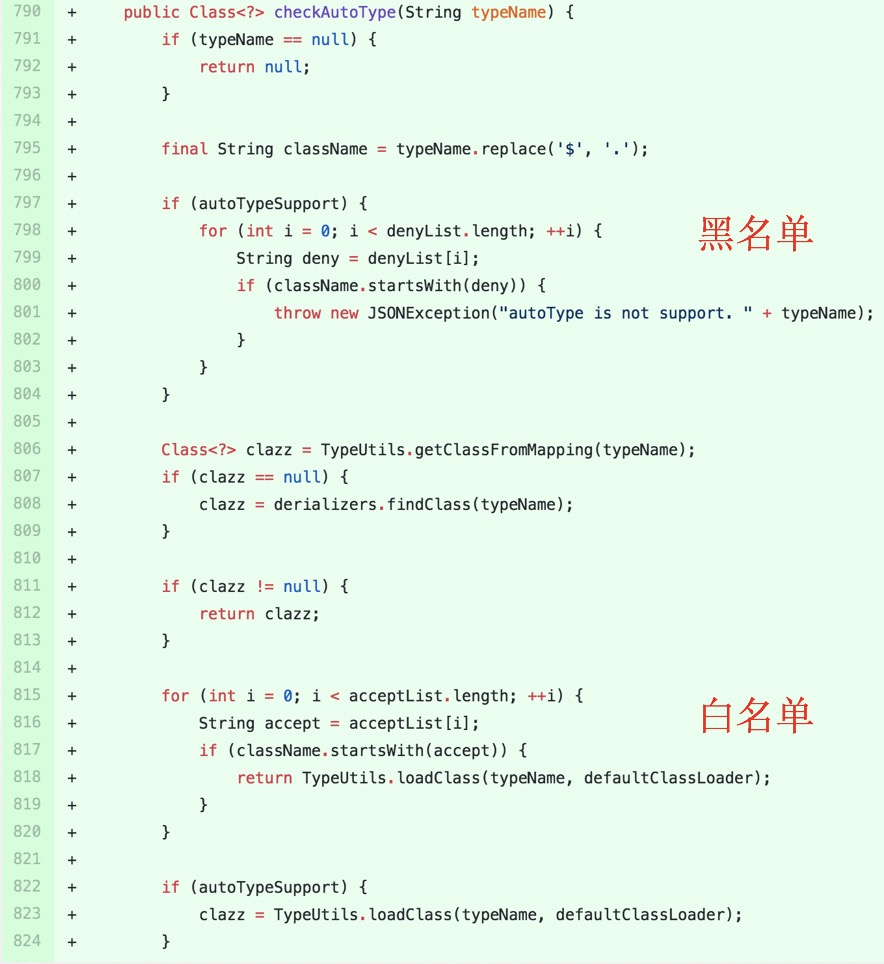 790 +     public Class<?> checkAutoType(String typeName) {
791 +         if (typeName == null) {
792 +             return null;
793 +         }
794 +
795 +         final String className = typeName.replace('$', '.');
796 +
797 +         if (autoTypeSupport) {
798 +             for (int i = 0; i < denyList.length; ++i) { 黑名单
799 +                 String deny = denyList[i];
800 +                 if (className.startsWith(deny)) {
801 +                     throw new JSONException("autoType is not support. " + typeName);
802 +                 }
803 +             }
804 +         }
805 +
806 +         Class<?> clazz = TypeUtils.getClassFromMapping(typeName);
807 +         if (clazz == null) {
808 +             clazz = derializers.findClass(typeName);
809 +         }
810 +
811 +         if (clazz != null) {
812 +             return clazz;
813 +         }
814 +
815 +         for (int i = 0; i < acceptList.length; ++i) {
816 +             String accept = acceptList[i]; 白名单
817 +             if (className.startsWith(accept)) {
818 +                 return TypeUtils.loadClass(typeName, defaultClassLoader);
819 +             }
820 +         }
821 +
822 +         if (autoTypeSupport) {
823 +             clazz = TypeUtils.loadClass(typeName, defaultClassLoader);
824 +         }